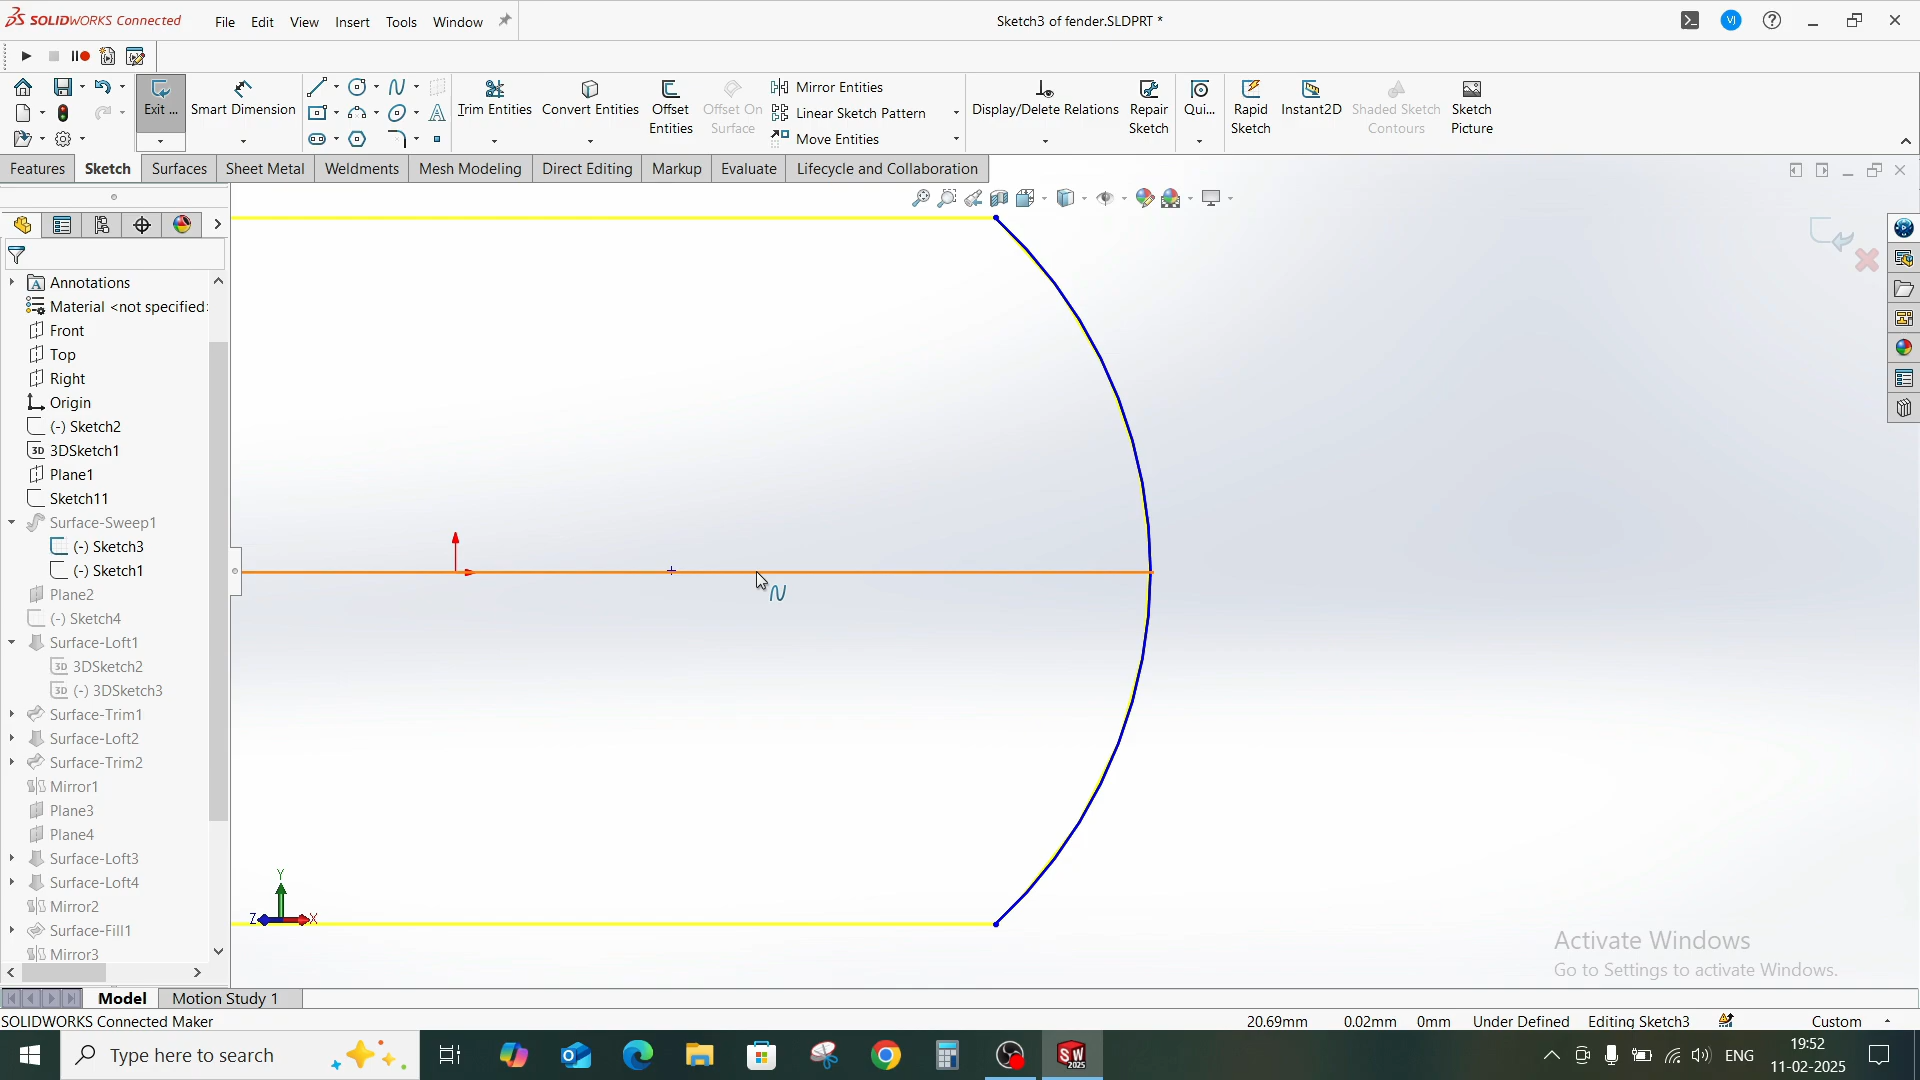 SOLIDWORKS Connected
File Edit View Insert Tools Window
Sketch3 of fender.SLDPRT *
VJ
Exit ...
Smart Dimension
Trim Entities
Convert Entities
Offset Entities
Offset On Surface
Mirror Entities
Linear Sketch Pattern
Move Entities
Display/Delete Relations
Repair Sketch
Qui...
Rapid Sketch
Instant2D
Shaded Sketch Contours
Sketch Picture
Features Sketch Surfaces Sheet Metal Weldments Mesh Modeling Direct Editing Markup Evaluate Lifecycle and Collaboration
Annotations
Material <not specified>
Front
Top
Right
Origin
(-) Sketch2
3D 3DSketch1
Plane1
Sketch11
Surface-Sweep1
(-) Sketch3
(-) Sketch1
Plane2
(-) Sketch4
Surface-Loft1
3D 3DSketch2
3D (-) 3DSketch3
Surface-Trim1
Surface-Loft2
Surface-Trim2
Mirror1
Plane3
Plane4
Surface-Loft3
Surface-Loft4
Mirror2
Surface-Fill1
Mirror3
Y
Z X
Activate Windows
Go to Settings to activate Windows.
Model Motion Study 1
SOLIDWORKS Connected Maker
20.69mm 0.02mm 0mm Under Defined Editing Sketch3 Custom
Type here to search
SW 2025
ENG
19:52
11-02-2025